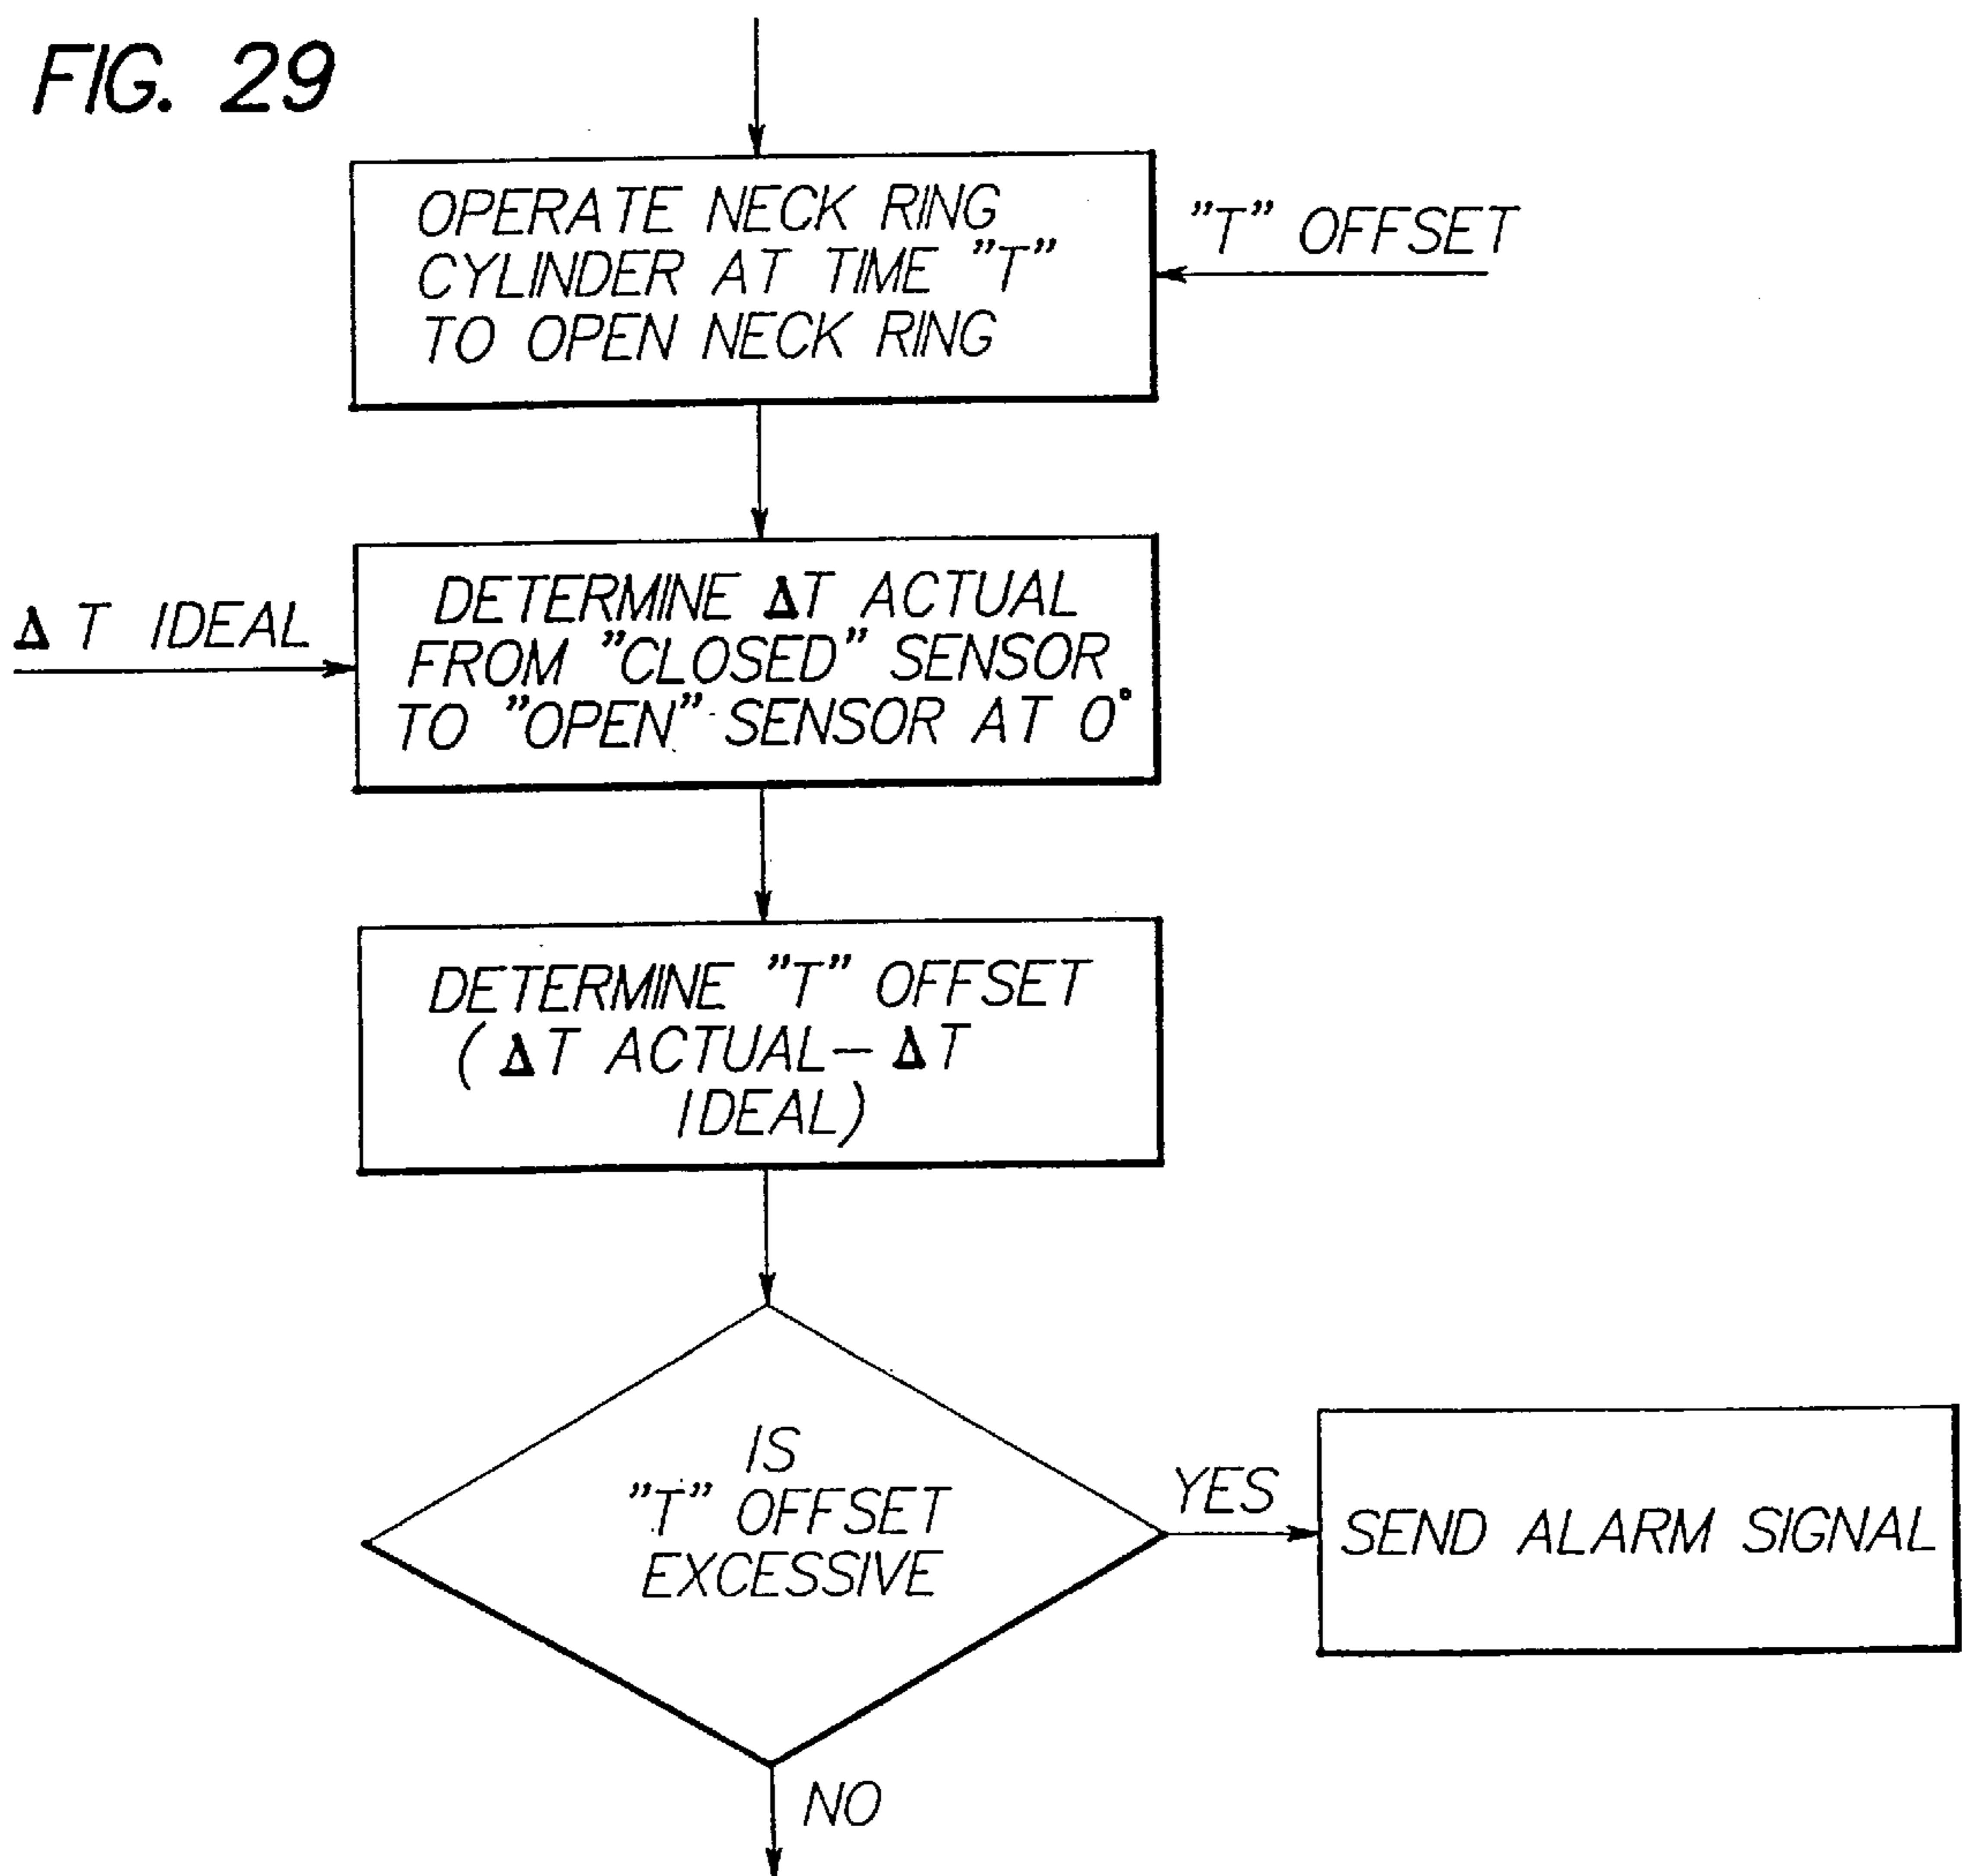 FIG. 29
OPERATE NECK RING
CYLINDER AT TIME "T"
TO OPEN NECK RING
"T" OFFSET
DETERMINE ΔT ACTUAL
FROM "CLOSED" SENSOR
TO "OPEN" SENSOR AT 0°
Δ T IDEAL
DETERMINE "T" OFFSET
(ΔT ACTUAL- ΔT
IDEAL)
IS
"T" OFFSET
EXCESSIVE
YES
SEND ALARM SIGNAL
NO